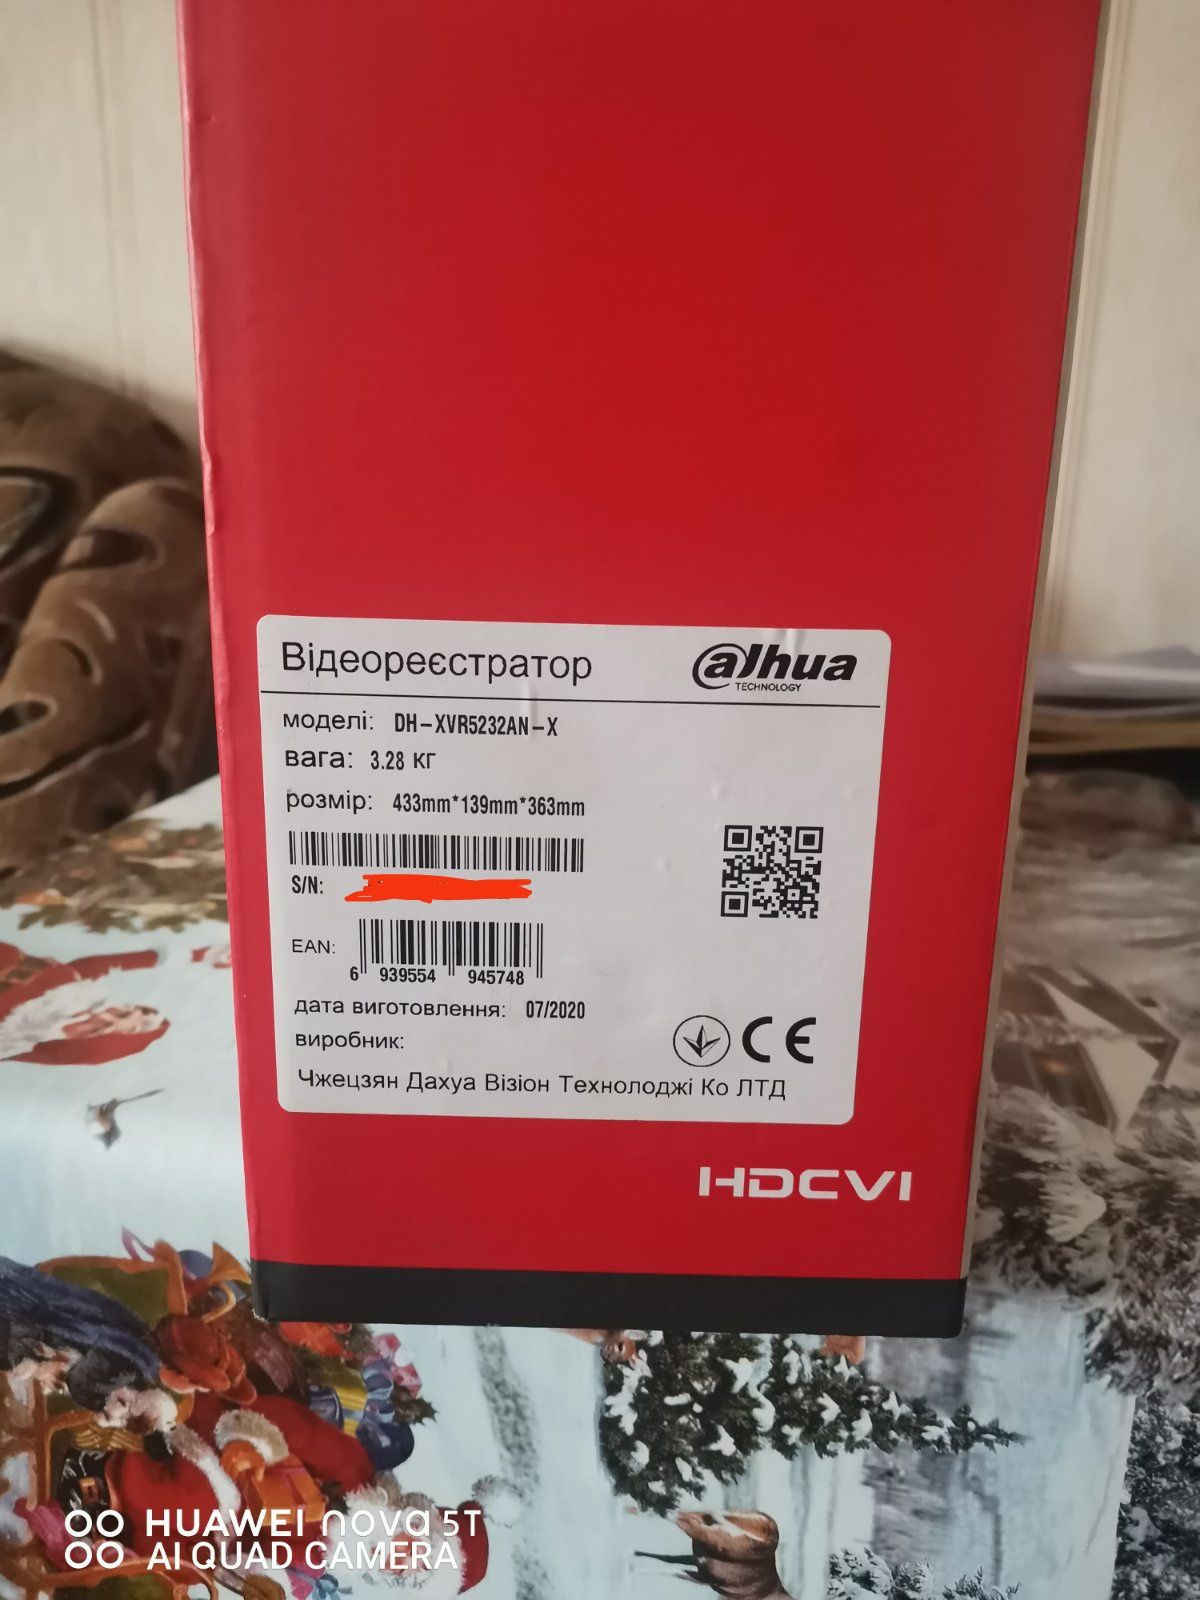 Відеореєстратор
alhua
TECHNOLOGY
моделі: DH-XVR5232AN-X
вага: 3.28 КГ
розмір: 433mm*139mm*363mm
S/N:
EAN:
6 939554 945748
дата виготовлення: 07/2020
виробник:
CE
Чжецзян Дахуа Візіон Технолоджі Ко ЛТД
HDCVI
HUAWEI nova 5T
AI QUAD CAMERA